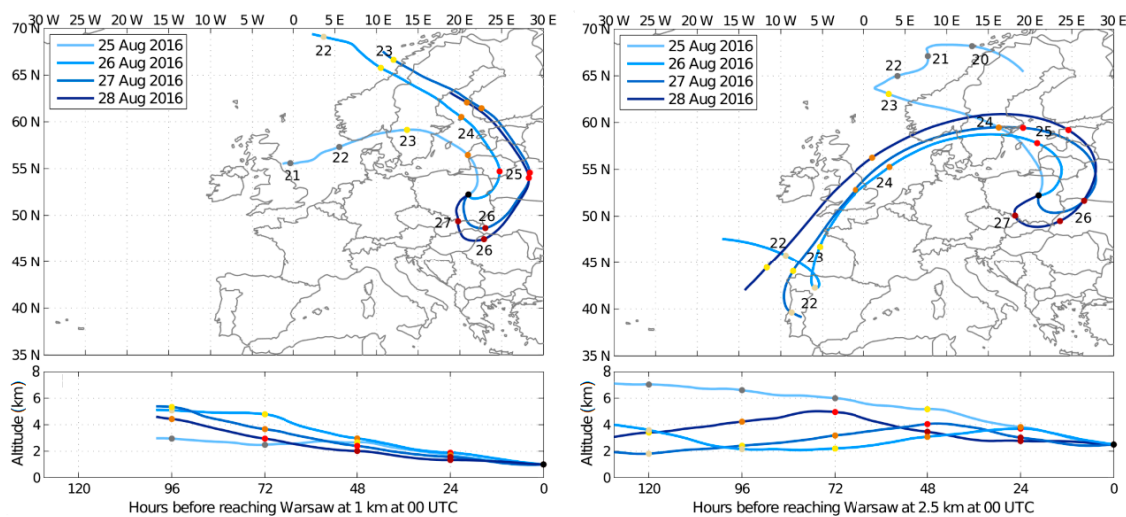 30 W 25 W 20 W 15 W 10 W 5 W 0 E 5 E 10 E 15 E 20 E 25 E 30 E
70 N
65 N
60 N
55 N
50 N
45 N
40 N
35 N
25 Aug 2016
26 Aug 2016
27 Aug 2016
28 Aug 2016
22
23
24
23
22
21
25
27
26
26
8
6
4
2
0
Altitude (km)
120 96 72 48 24 0
Hours before reaching Warsaw at 1 km at 00 UTC
30 W 25 W 20 W 15 W 10 W 5 W 0 E 5 E 10 E 15 E 20 E 25 E 30 E
70 N
65 N
60 N
55 N
50 N
45 N
40 N
35 N
25 Aug 2016
26 Aug 2016
27 Aug 2016
28 Aug 2016
22
21
20
23
24
25
24
27
26
22
23
22
8
6
4
2
0
Altitude (km)
120 96 72 48 24 0
Hours before reaching Warsaw at 2.5 km at 00 UTC